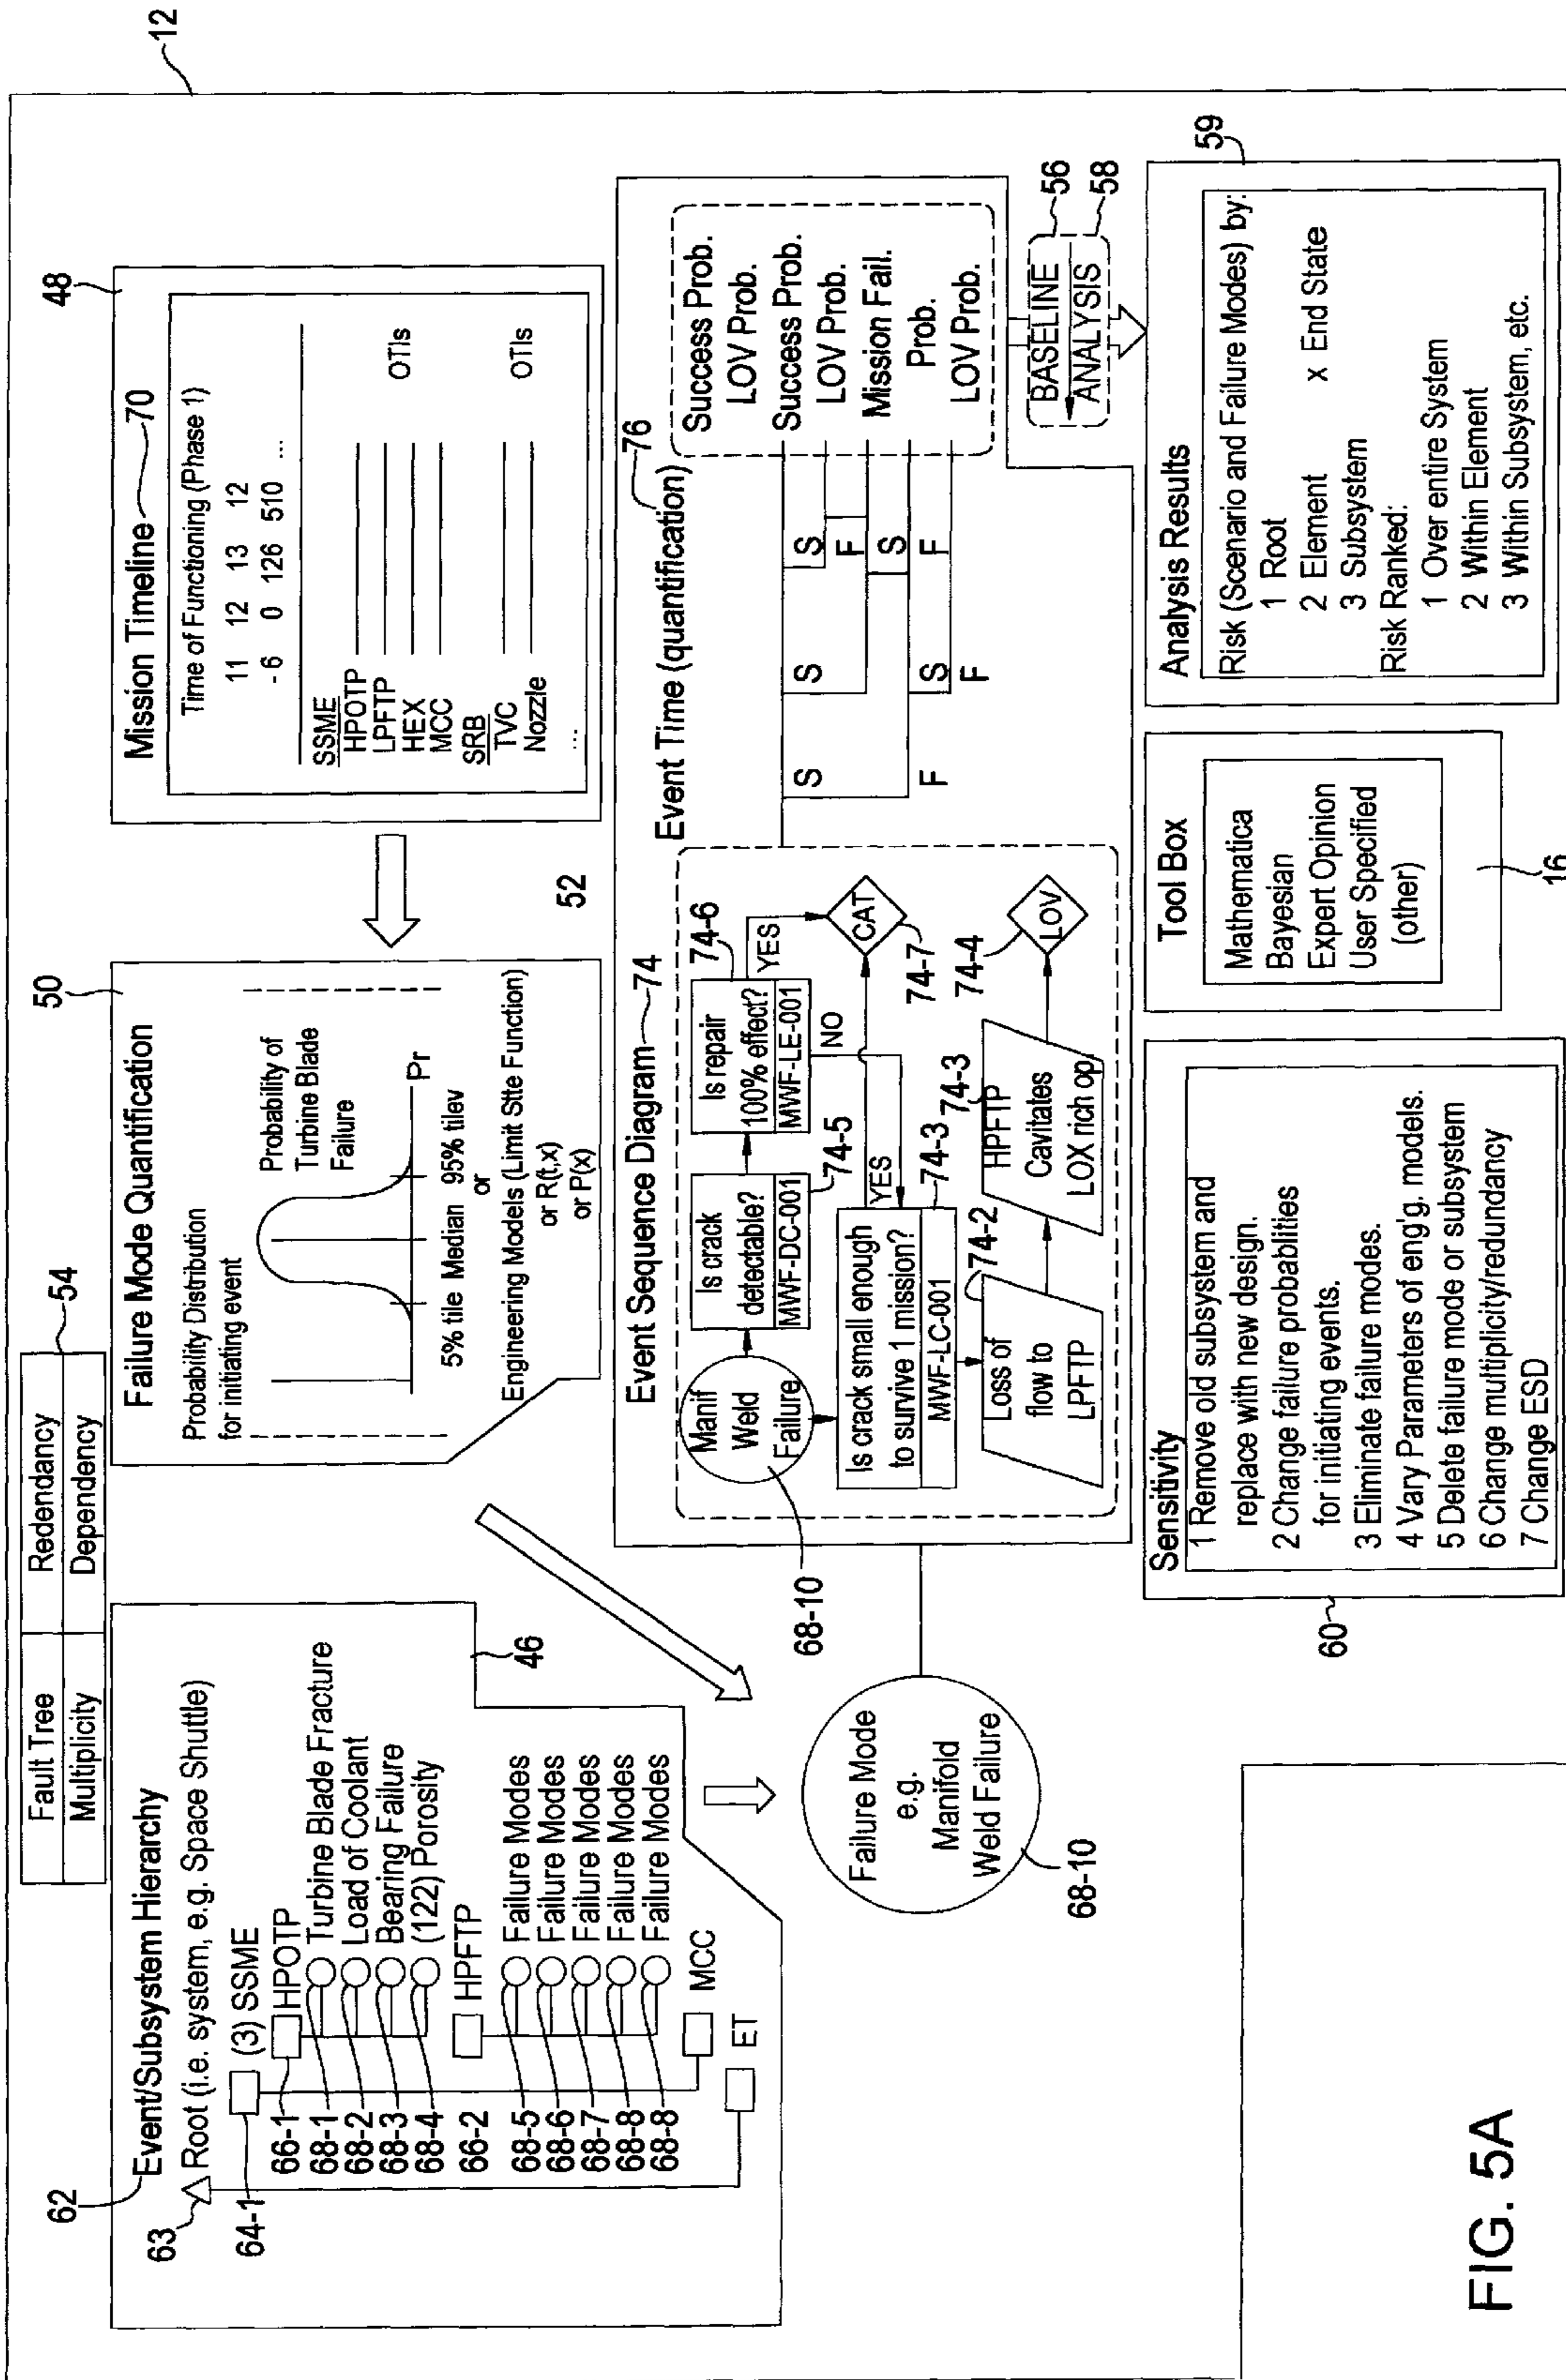 12
Fault Tree
Redendancy
Multiplicity
Dependency
54
62
Event/Subsystem Hierarchy
63
Root (i.e. system, e.g. Space Shuttle)
64-1
(3) SSME
66-1
HPOTP
68-1
Turbine Blade Fracture
68-2
Load of Coolant
68-3
Bearing Failure
68-4
(122) Porosity
66-2
HPFTP
68-5
Failure Modes
68-6
Failure Modes
68-7
Failure Modes
68-8
Failure Modes
68-8
Failure Modes
MCC
ET
46
50
Failure Mode Quantification
Probability Distribution
for initiating event
Probability of
Turbine Blade
Failure
Pr
5% tile Median 95% tilev
or
Engineering Models (Limit Stte Function)
or R(t,x)
or P(x)
48
Mission Timeline
70
Time of Functioning (Phase 1)
11 12 13 12
- 6 0 126 510 ...
SSME
HPOTP
LPFTP
OTIs
HEX
MCC
SRB
TVC
OTIs
Nozzle
...
52
Failure Mode
e.g.
Manifold
Weld Failure
68-10
68-10
Event Sequence Diagram
74
Manif
Weld
Failure
Is crack
detectable?
MWF-DC-001
74-5
Is repair
100% effect?
MWF-LE-001
74-6
YES
NO
CAT
74-7
Is crack small enough
to survive 1 mission?
MWF-LC-001
YES
74-3
74-2
Loss of
flow to
LPFTP
74-3
HPFTP
Cavitates
LOX rich op.
74-4
LOV
Event Time (quantification)
76
S
F
S
S
F
S
F
S
F
Success Prob.
LOV Prob.
Success Prob.
LOV Prob.
Mission Fail.
Prob.
LOV Prob.
BASELINE
56
ANALYSIS
58
Sensitivity
1 Remove old subsystem and
replace with new design.
2 Change failure probablities
for initiating events.
3 Eliminate failure modes.
4 Vary Parameters of eng'g. models.
5 Delete failure mode or subsystem
6 Change multiplicity/redundancy
7 Change ESD
60
Tool Box
Mathematica
Bayesian
Expert Opinion
User Specified
(other)
16
Analysis Results
59
Risk (Scenario and Failure Modes) by:
1 Root
2 Element x End State
3 Subsystem
Risk Ranked:
1 Over entire System
2 Within Element
3 Within Subsystem, etc.
FIG. 5A